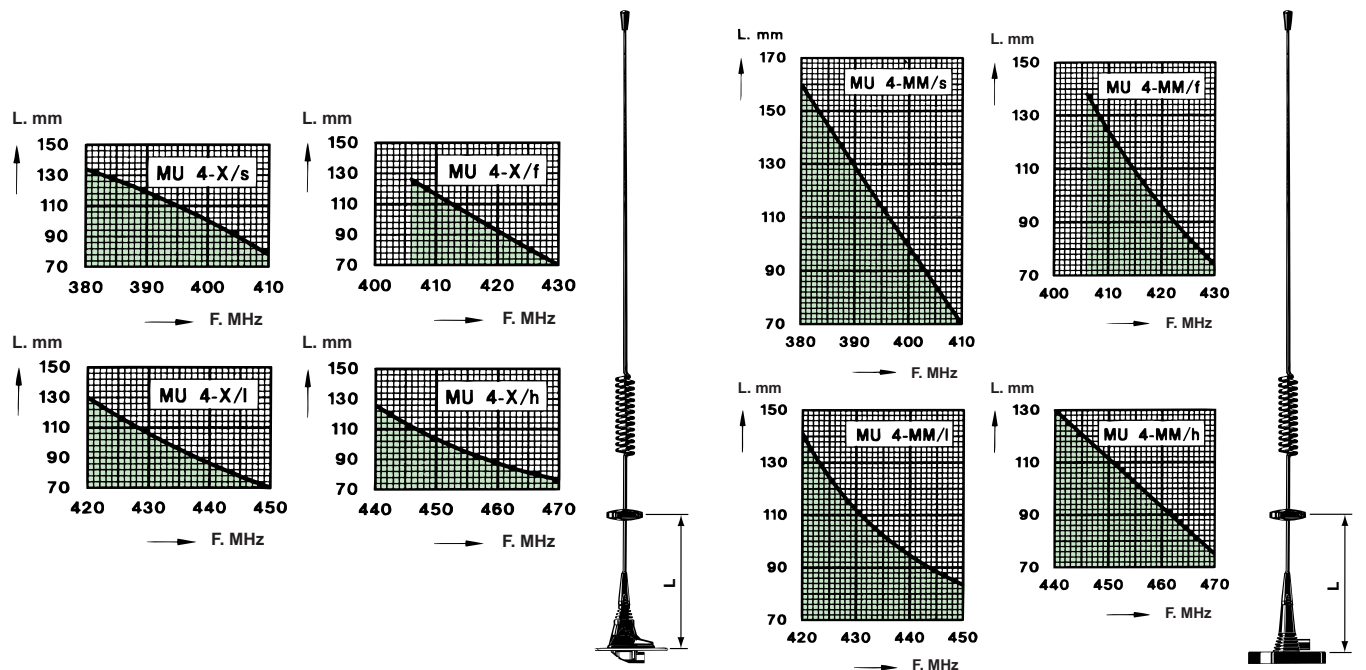 L. mm
150
130
110
90
70
MU 4-X/s
380 390 400 410
F. MHz
L. mm
150
130
110
90
70
MU 4-X/f
400 410 420 430
F. MHz
L. mm
150
130
110
90
70
MU 4-X/l
420 430 440 450
F. MHz
L. mm
150
130
110
90
70
MU 4-X/h
440 450 460 470
F. MHz
L
L. mm
170
150
130
110
90
70
MU 4-MM/s
380 390 400 410
F. MHz
L. mm
150
130
110
90
70
MU 4-MM/f
400 410 420 430
F. MHz
L. mm
150
130
110
90
70
MU 4-MM/l
420 430 440 450
F. MHz
L. mm
130
110
90
70
MU 4-MM/h
440 450 460 470
F. MHz
L